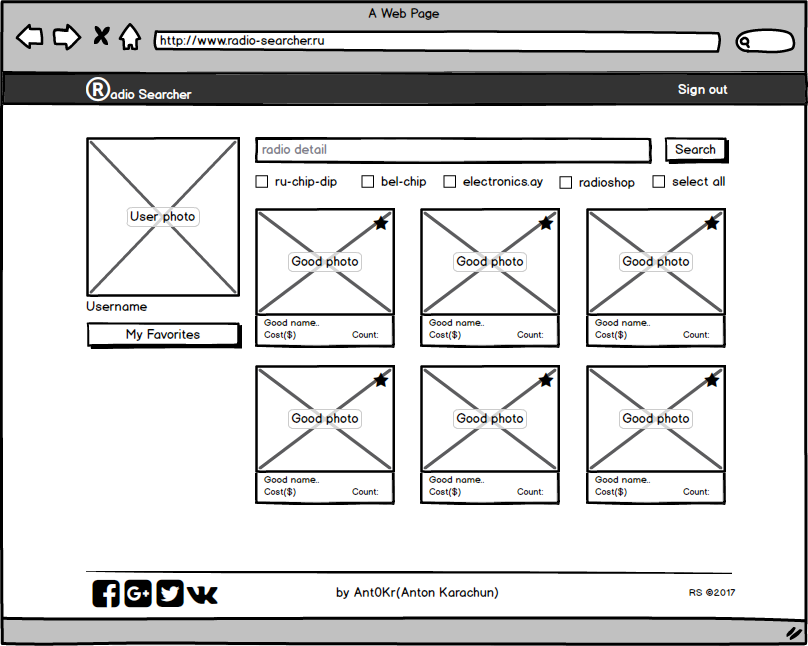 A Web Page
http://www.radio-searcher.ru
Radio Searcher
Sign out
radio detail
Search
ru-chip-dip
bel-chip
electronics.ay
radioshop
select all
User photo
Username
My Favorites
Good photo
Good name..
Cost($) Count:
Good photo
Good name..
Cost($) Count:
Good photo
Good name..
Cost($) Count:
Good photo
Good name..
Cost($) Count:
Good photo
Good name..
Cost($) Count:
Good photo
Good name..
Cost($) Count:
by Ant0Kr(Anton Karachun)
RS ©2017